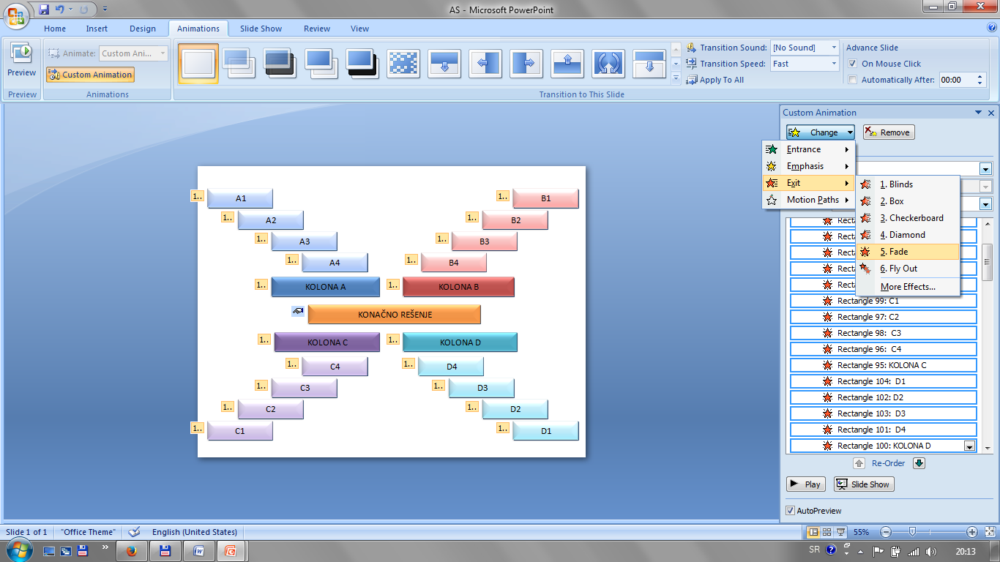 AS - Microsoft PowerPoint
Home Insert Design Animations Slide Show Review View
Preview
Animate: Custom Ani...
Custom Animation
Preview
Animations
Transition Sound: [No Sound]
Transition Speed: Fast
Apply To All
Transition to This Slide
Advance Slide
On Mouse Click
Automatically After: 00:00
Custom Animation
Change Remove
Entrance
Emphasis
Exit
Motion Paths
1. Blinds
2. Box
3. Checkerboard
4. Diamond
5. Fade
6. Fly Out
More Effects...
1.. A1 1.. B1
1.. A2 1.. B2
1.. A3 1.. B3
1.. A4 1.. B4
1.. KOLONA A 1.. KOLONA B
KONAČNO REŠENJE
1.. KOLONA C 1.. KOLONA D
1.. C4 1.. D4
1.. C3 1.. D3
1.. C2 1.. D2
1.. C1 1.. D1
Rectangle 99: C1
Rectangle 97: C2
Rectangle 98: C3
Rectangle 96: C4
Rectangle 95: KOLONA C
Rectangle 104: D1
Rectangle 102: D2
Rectangle 103: D3
Rectangle 101: D4
Rectangle 100: KOLONA D
Re-Order
Play Slide Show
AutoPreview
Slide 1 of 1 "Office Theme" English (United States) 55%
SR 20:13